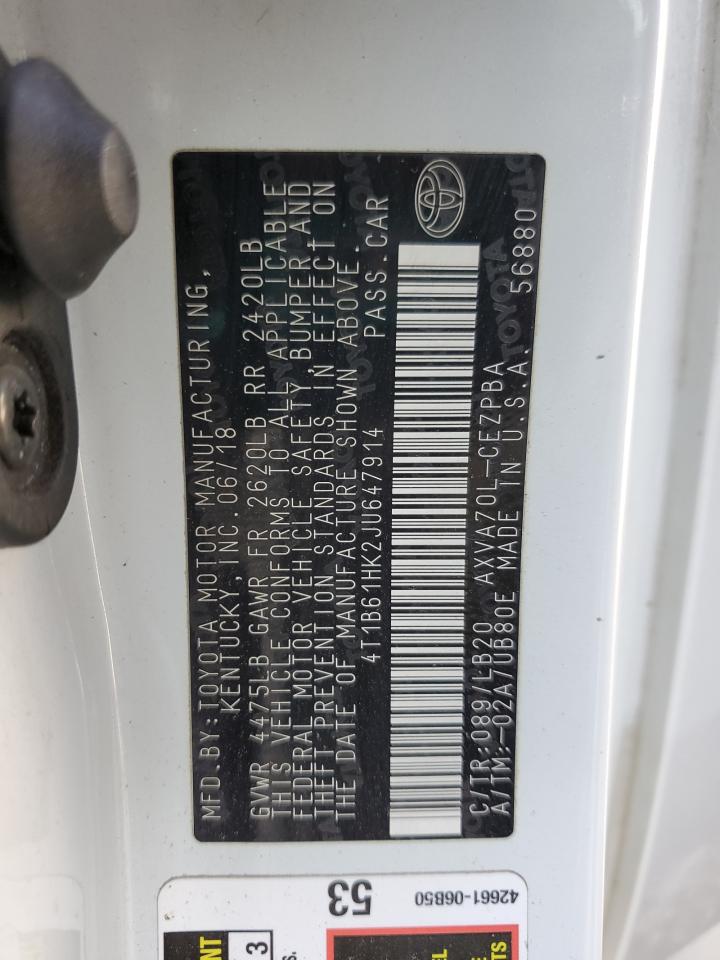 MFD.BY:TOYOTA MOTOR MANUFACTURING,
KENTUCKY,INC.06/18
GVWR 4475LB GAWR FR 2620LB RR 2420LB
THIS VEHICLE CONFORMS TO ALL APPLICABLE
FEDERAL MOTOR VEHICLE SAFETY,BUMPER,AND
THEFT PREVENTION STANDARDS IN EFFECT ON
THE DATE OF MANUFACTURE SHOWN ABOVE.
4T1B61HK2JU647914 PASS.CAR
C/TR:089/LB20 AXVA70L-CEZPBA
A/TM:-02A/UB80E MADE IN U.S.A. 56880
TOYOTA
53
42661-06B50
3